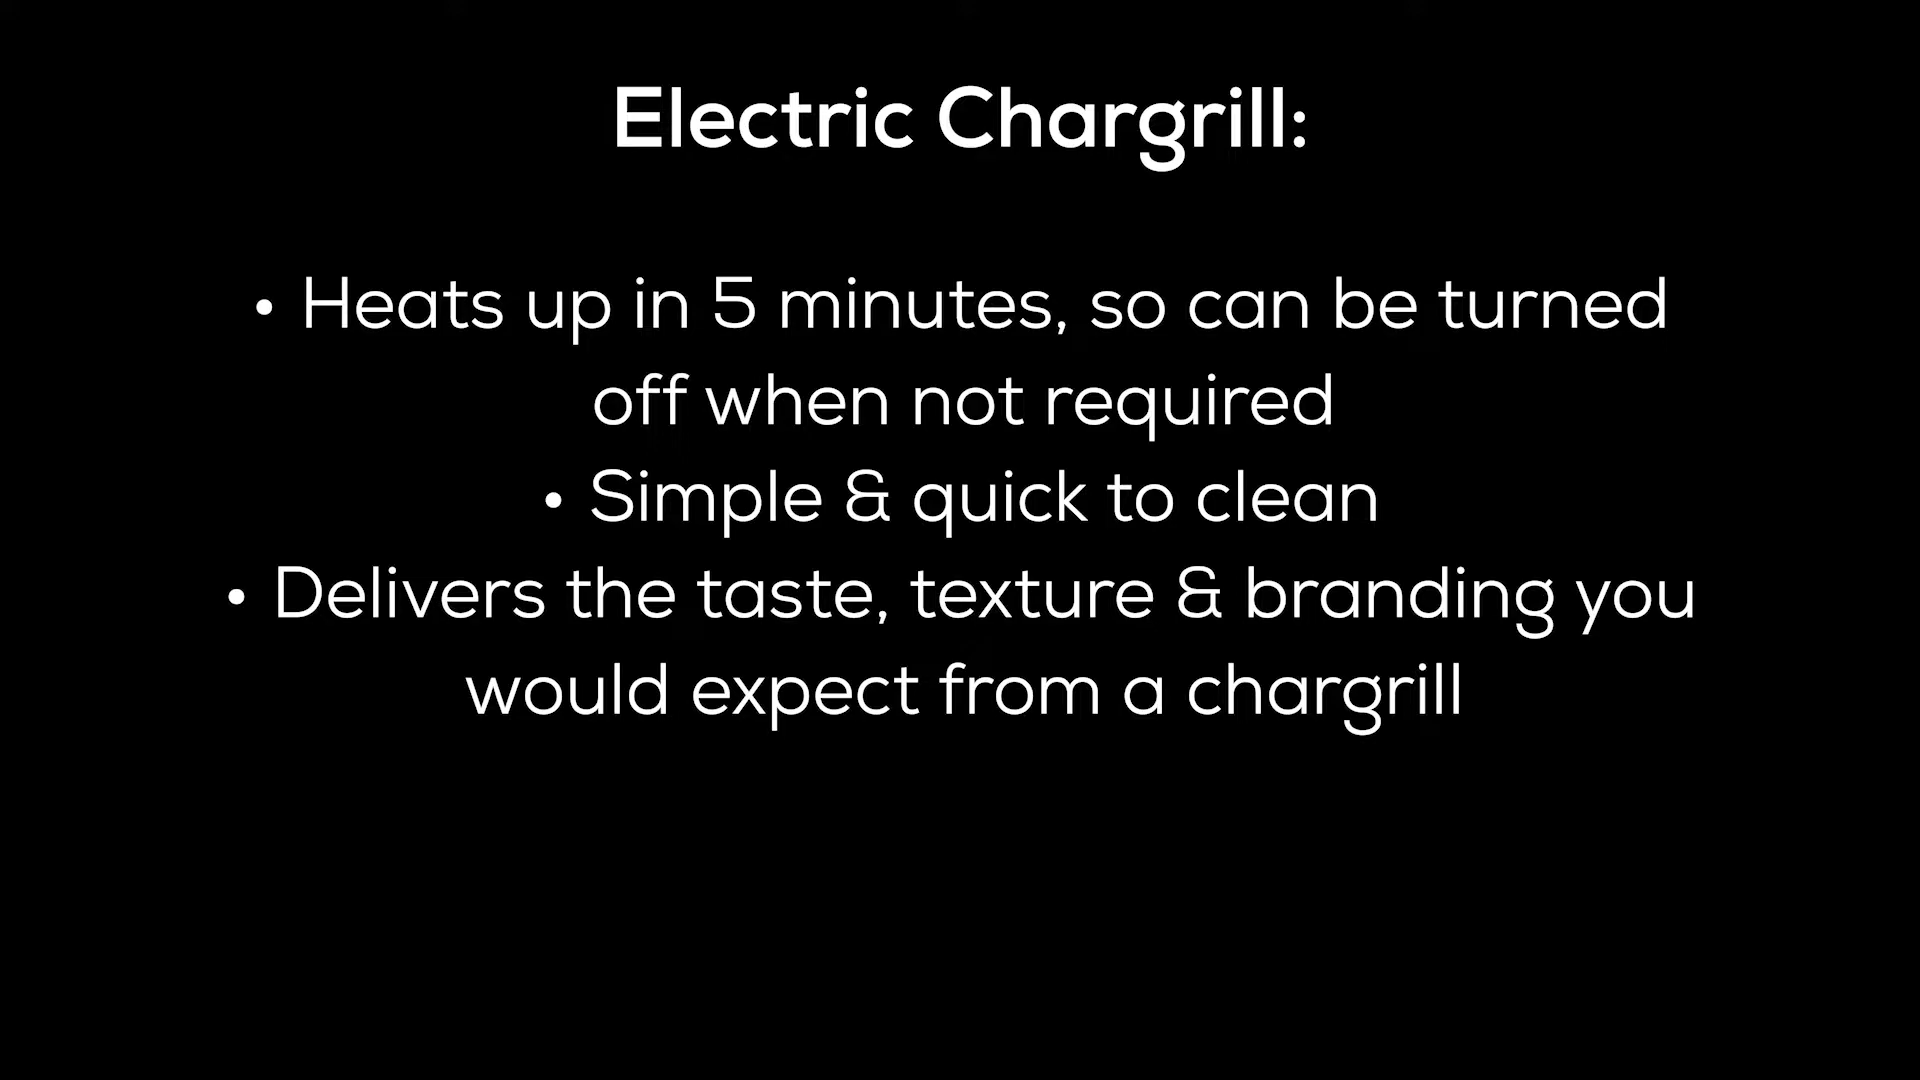 Electric Chargrill:
• Heats up in 5 minutes, so can be turned
off when not required
• Simple & quick to clean
• Delivers the taste, texture & branding you
would expect from a chargrill